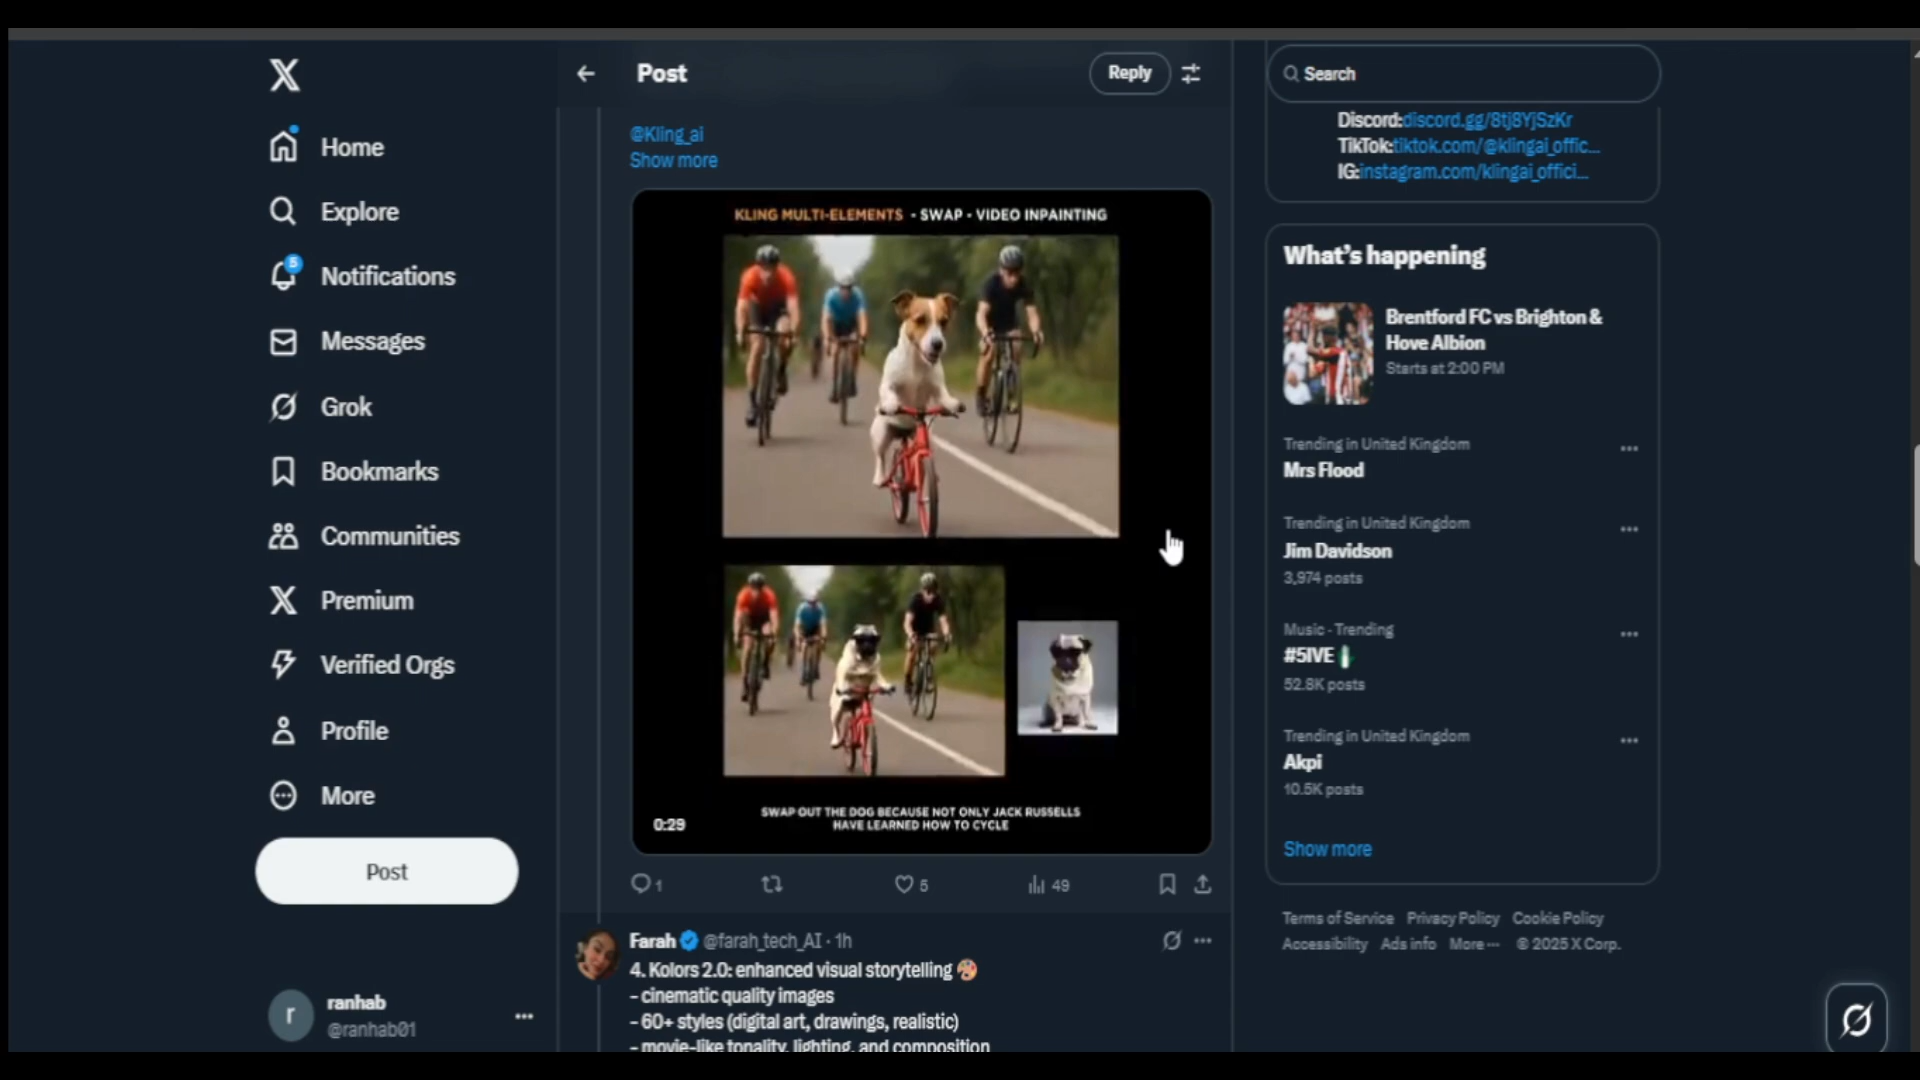 Home
Explore
5
Notifications
Messages
Grok
Bookmarks
Communities
Premium
Verified Orgs
Profile
More
Post
r
ranhab
@ranhab01
Post
Reply
@Kling_ai
Show more
KLING MULTI-ELEMENTS - SWAP - VIDEO INPAINTING
SWAP OUT THE DOG BECAUSE NOT ONLY JACK RUSSELLS
HAVE LEARNED HOW TO CYCLE
0:29
1
5
49
Farah @farah_tech_AI · 1h
4. Kolors 2.0: enhanced visual storytelling 🎨
- cinematic quality images
- 60+ styles (digital art, drawings, realistic)
- movie-like tonality, lighting, and composition
Search
Discord:discord.gg/8tj8YjSzKr
TikTok:tiktok.com/@klingai_offic...
IG:instagram.com/klingai_offici...
What's happening
Brentford FC vs Brighton &
Hove Albion
Starts at 2:00 PM
Trending in United Kingdom
Mrs Flood
Trending in United Kingdom
Jim Davidson
3,974 posts
Music · Trending
#5IVE
52.8K posts
Trending in United Kingdom
Akpi
10.5K posts
Show more
Terms of Service Privacy Policy Cookie Policy
Accessibility Ads info More ··· © 2025 X Corp.